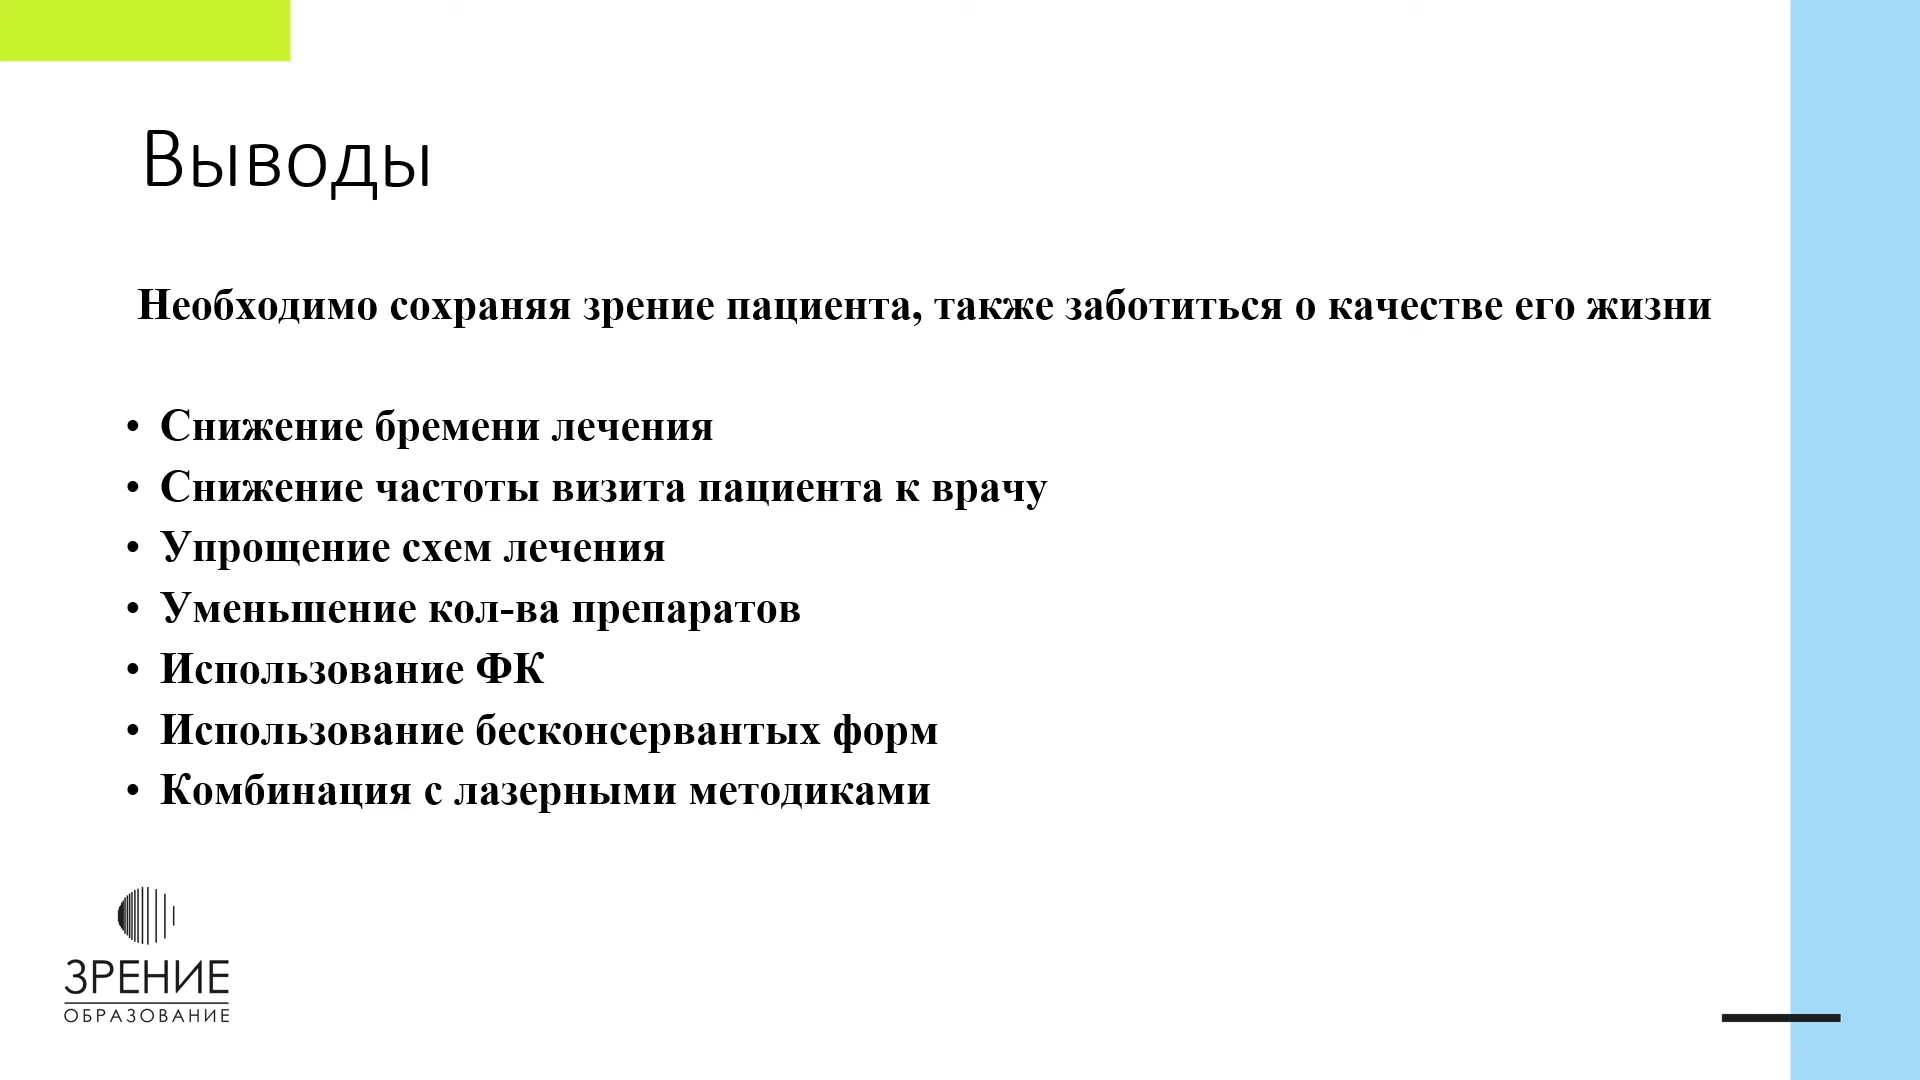 Выводы
Необходимо сохраняя зрение пациента, также заботиться о качестве его жизни
• Снижение бремени лечения
• Снижение частоты визита пациента к врачу
• Упрощение схем лечения
• Уменьшение кол-ва препаратов
• Использование ФК
• Использование бесконсервантых форм
• Комбинация с лазерными методиками
ЗРЕНИЕ
ОБРАЗОВАНИЕ